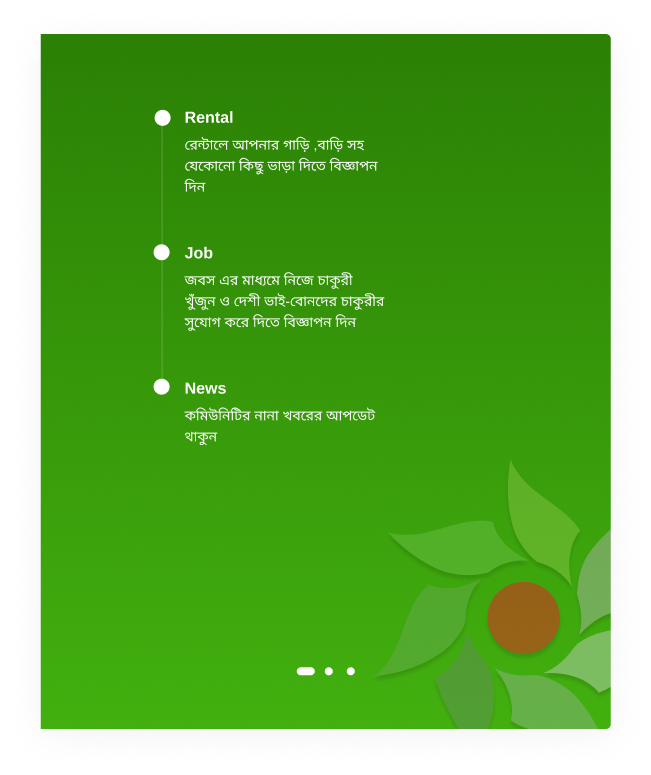 Rental
রেন্টালে আপনার গাড়ি ,বাড়ি সহ
যেকোনো কিছু ভাড়া দিতে বিজ্ঞাপন
দিন
Job
জবস এর মাধ্যমে নিজে চাকুরী
খুঁজুন ও দেশী ভাই-বোনদের চাকুরীর
সুযোগ করে দিতে বিজ্ঞাপন দিন
News
কমিউনিটির নানা খবরের আপডেট
থাকুন